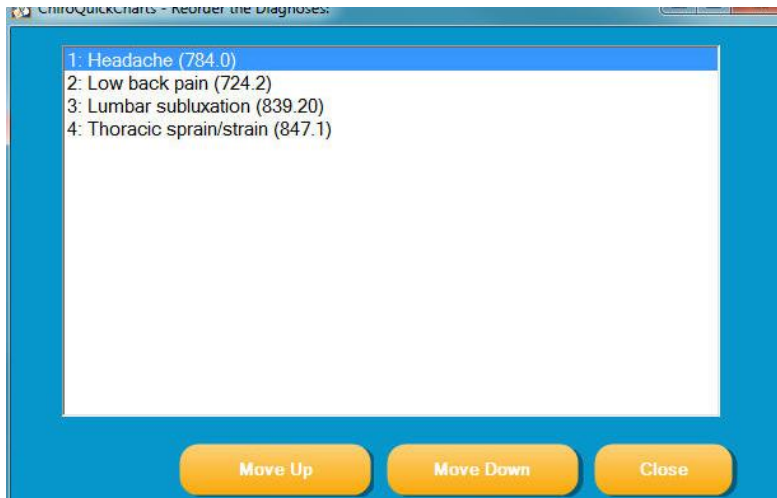 ChiroQuickCharts - Reorder the Diagnoses:
1: Headache (784.0)
2: Low back pain (724.2)
3: Lumbar subluxation (839.20)
4: Thoracic sprain/strain (847.1)
Move Up Move Down Close